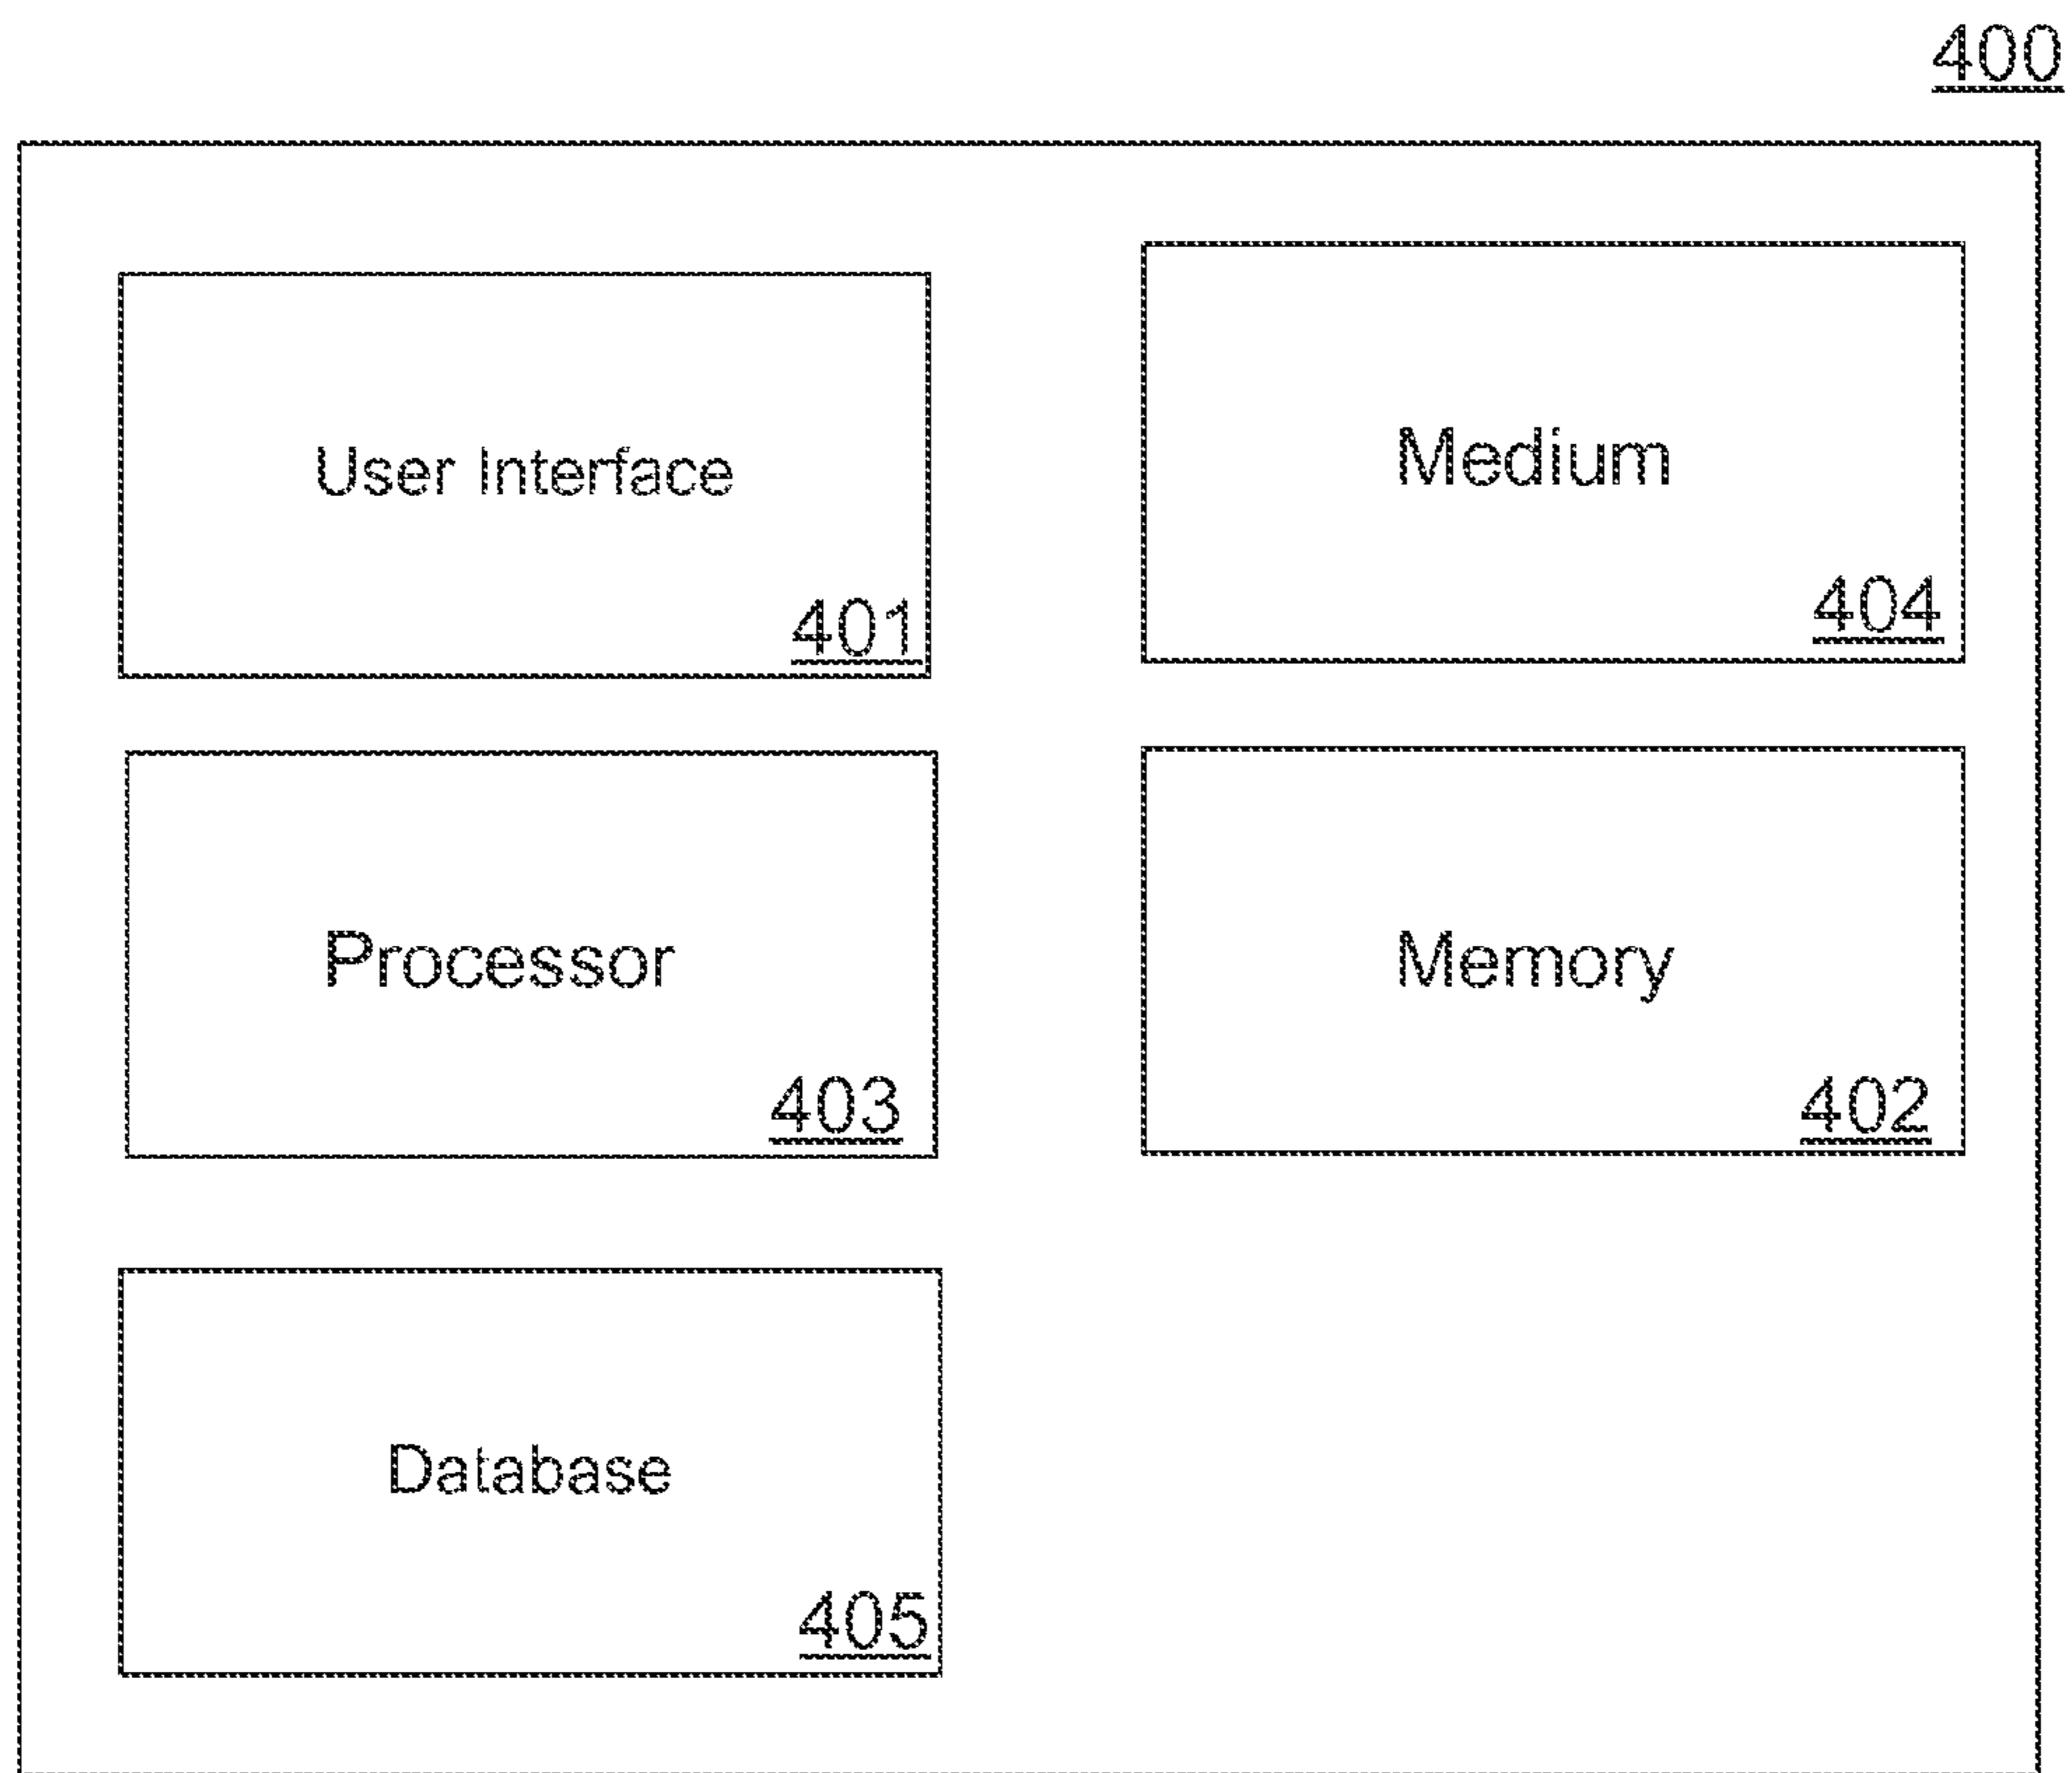 400
User Interface
401
Medium
404
Processor
403
Memory
402
Database
405